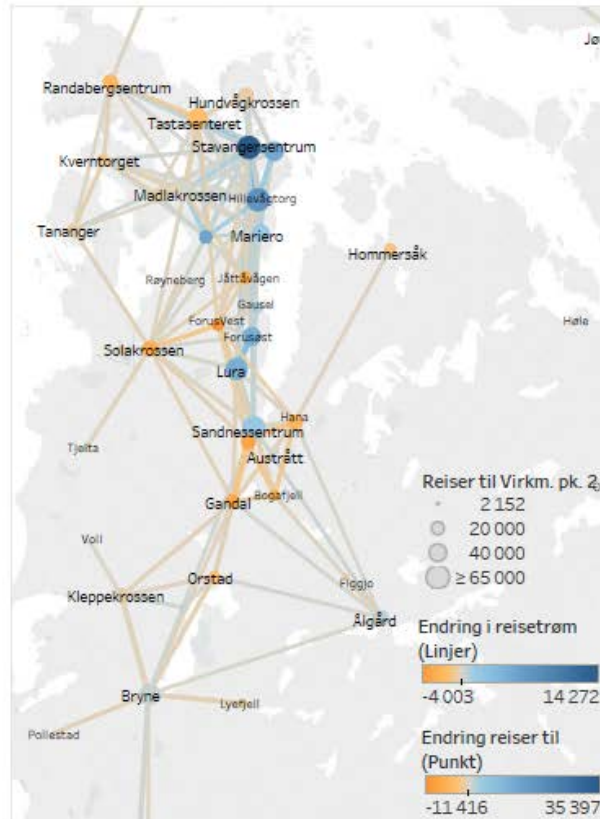 Jø
Randabergsentrum
Hundvågkrossen
Tastasenteret
Stavangersentrum
Kverntorget
Madlakrossen
Hillevågtorg
Tananger
Mariero
Hommersåk
Røyneberg
Jåttåvågen
Gausel
ForusVest
Høle
Forusøst
Solakrossen
Lura
Hana
Sandnessentrum
Tjelta
Austrått
Bogafjell
Gandal
Reiser til Virkm. pk. 2
2 152
20 000
40 000
≥ 65 000
Voll
Orstad
Figgjo
Kleppekrossen
Ålgård
Endring i reisetrøm
(Linjer)
-4 003 14 272
Bryne
Lyefjell
Pollestad
Endring reiser til
(Punkt)
-11 416 35 397